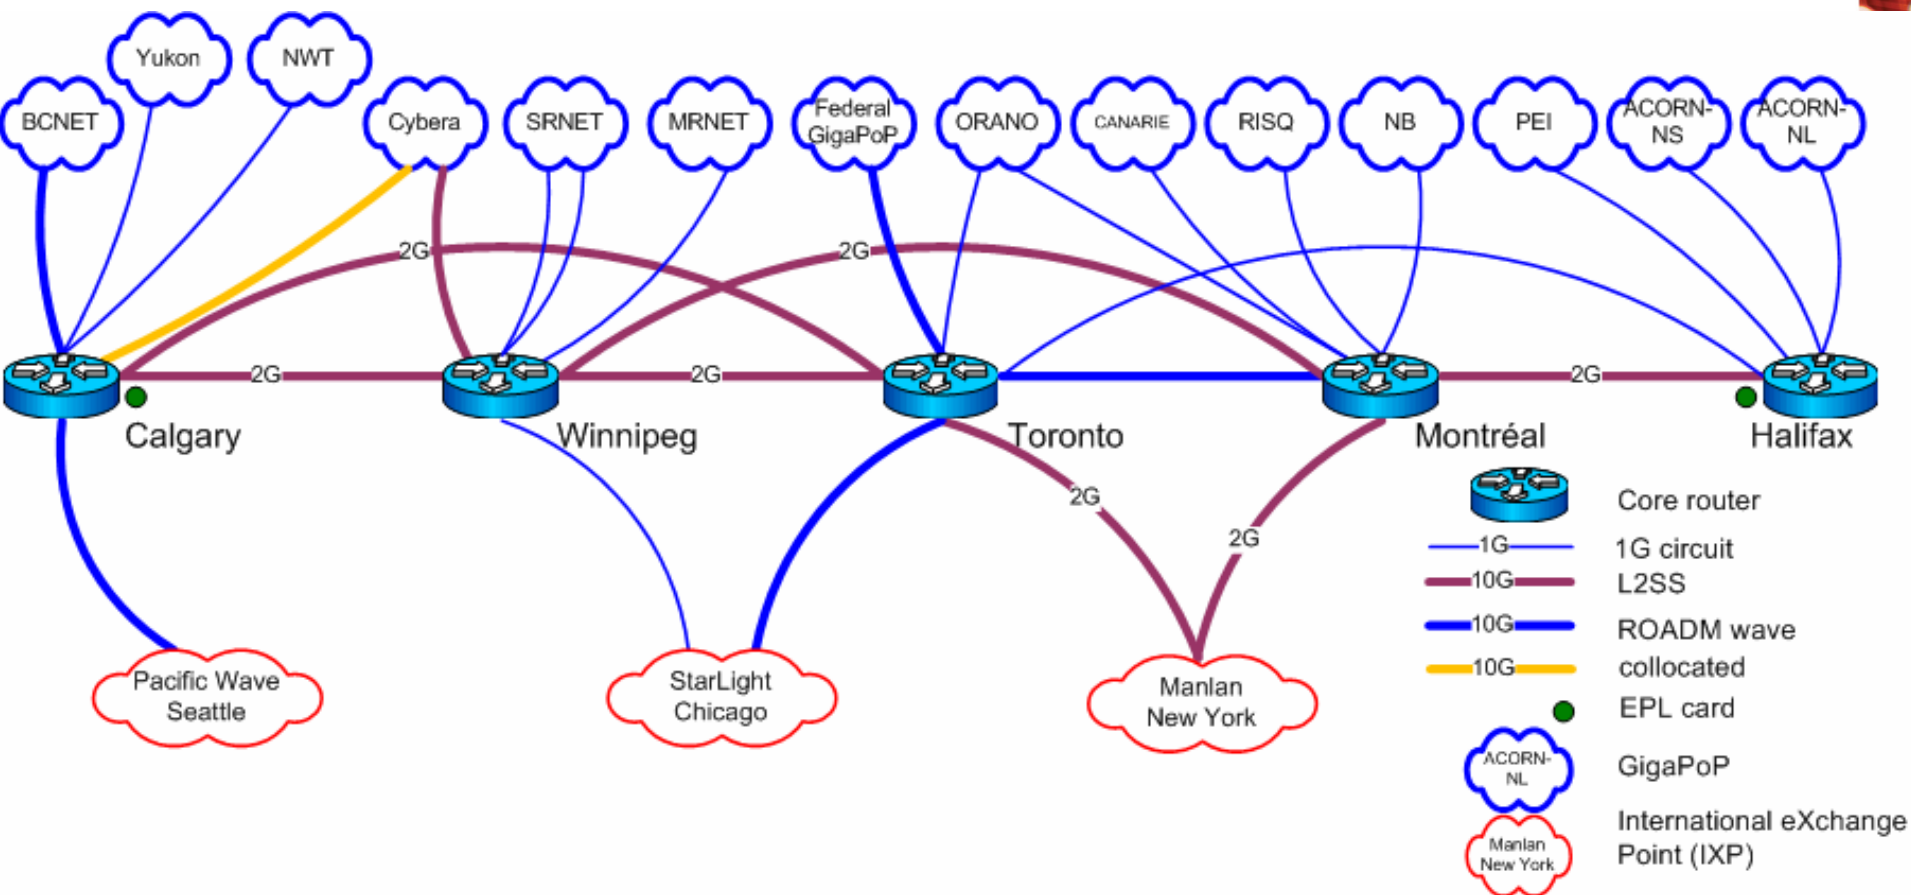 Yukon
NWT
BCNET
Cybera
SRNET
MRNET
Federal
GigaPoP
ORANO
CANARIE
RISQ
NB
PEI
ACORN-
NS
ACORN-
NL
2G
2G
2G
2G
2G
Calgary
Winnipeg
Toronto
Montréal
Halifax
2G
2G
Core router
1G
1G circuit
10G
L2SS
10G
ROADM wave
10G
collocated
EPL card
Pacific Wave
Seattle
StarLight
Chicago
Manlan
New York
ACORN-
NL
GigaPoP
Manlan
New York
International eXchange
Point (IXP)